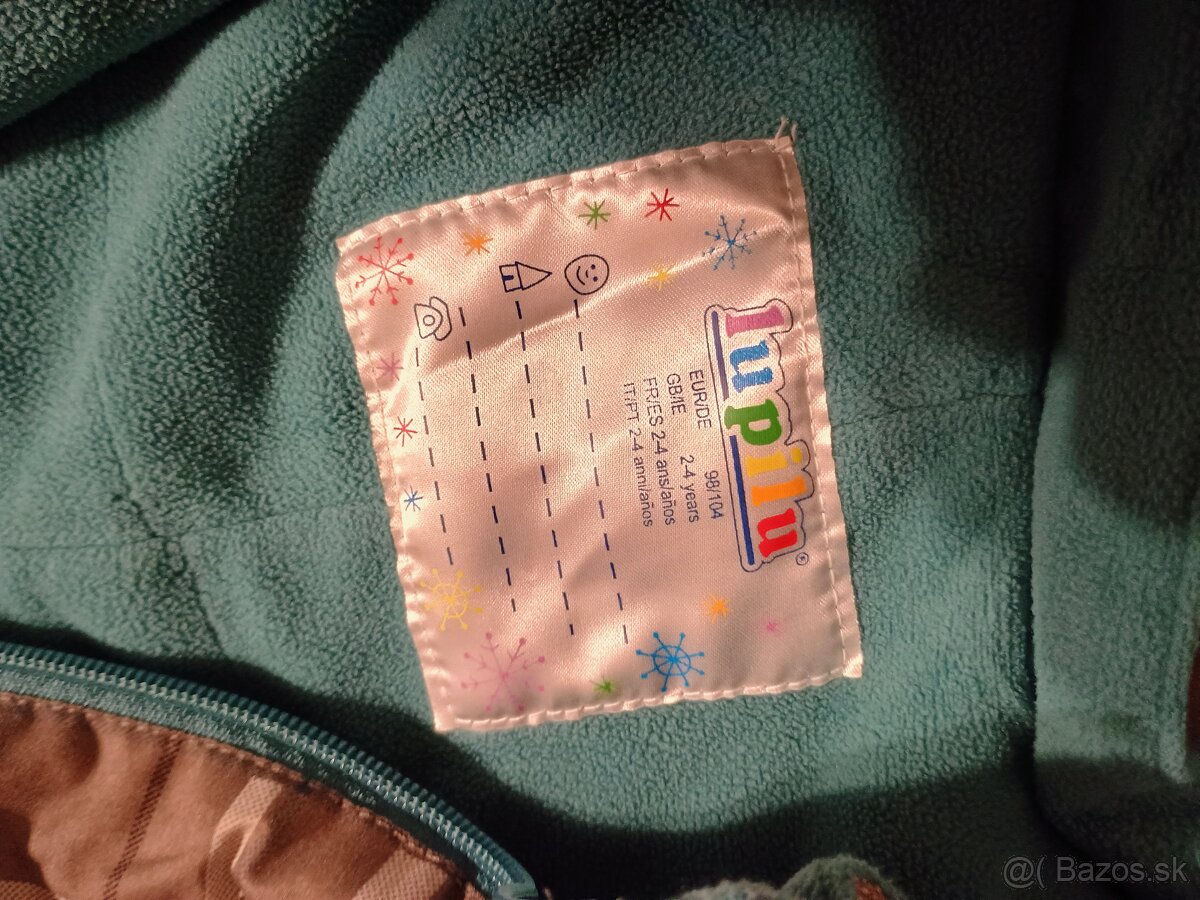 lupilu®
EUR/DE 98/104
GB/IE 2-4 years
FR/ES 2-4 ans/años
IT/PT 2-4 anni/años
@( Bazos.sk